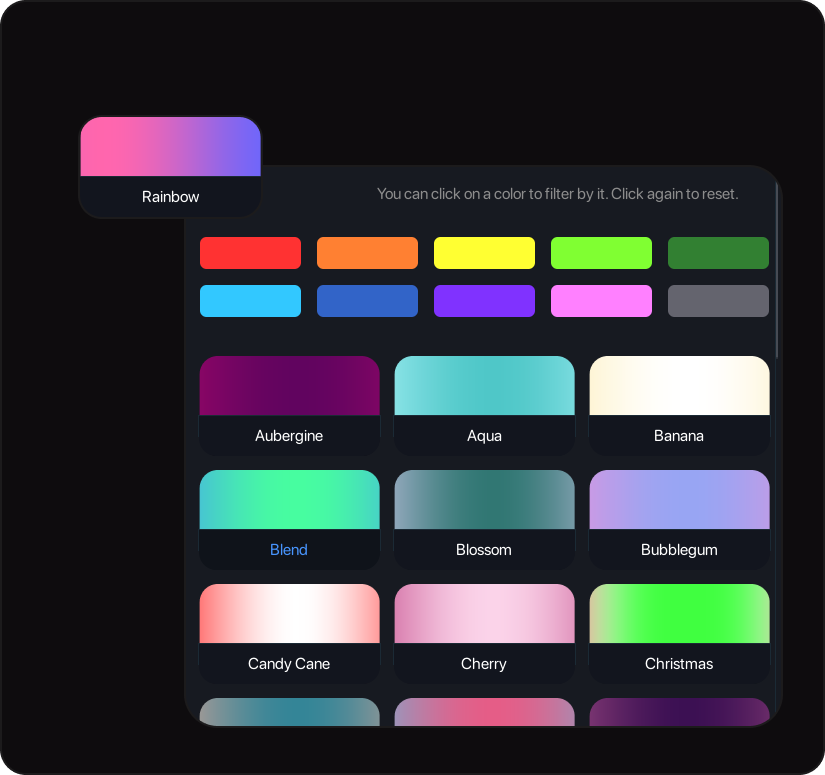 Rainbow
You can click on a color to filter by it. Click again to reset.
Aubergine
Aqua
Banana
Blend
Blossom
Bubblegum
Candy Cane
Cherry
Christmas